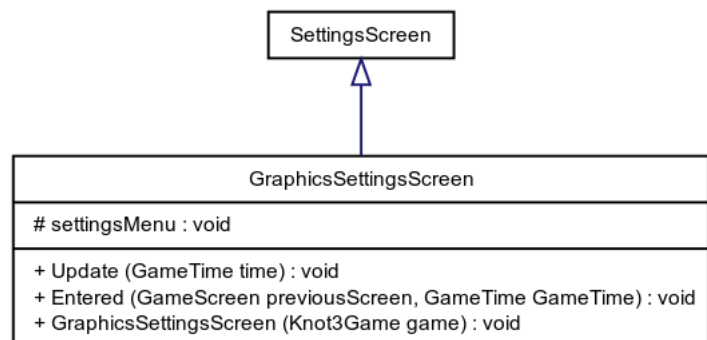 SettingsScreen
GraphicsSettingsScreen
# settingsMenu : void
+ Update (GameTime time) : void
+ Entered (GameScreen previousScreen, GameTime GameTime) : void
+ GraphicsSettingsScreen (Knot3Game game) : void